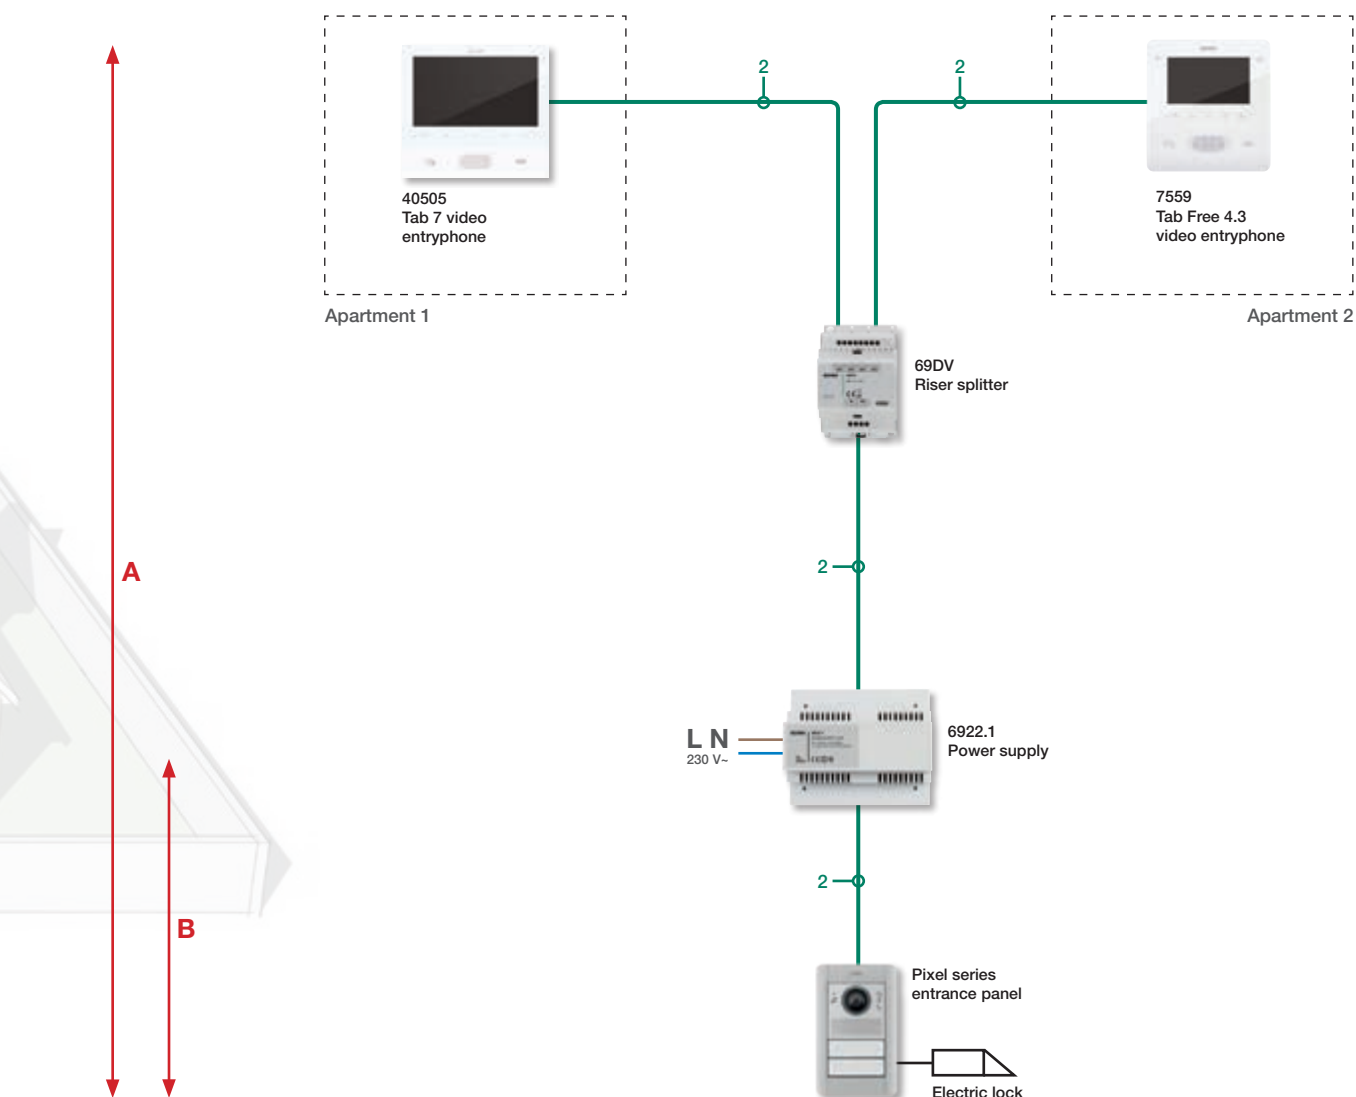 2
2
40505
Tab 7 video
entryphone
7559
Tab Free 4.3
video entryphone
Apartment 1
Apartment 2
69DV
Riser splitter
A
2
L N
230 V~
6922.1
Power supply
2
B
Pixel series
entrance panel
Electric lock